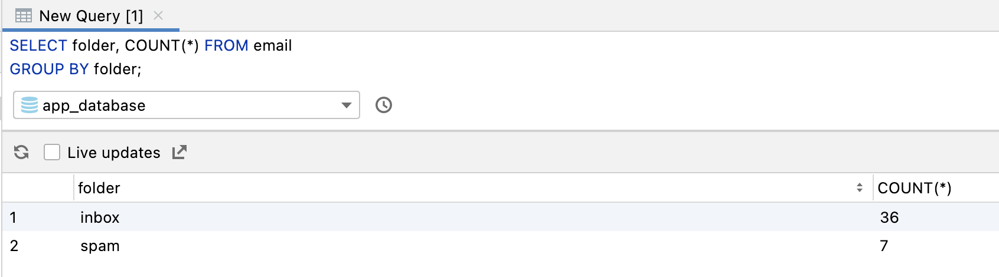 New Query [1]
SELECT folder, COUNT(*) FROM email
GROUP BY folder;
app_database
Live updates
folder COUNT(*)
1 inbox 36
2 spam 7